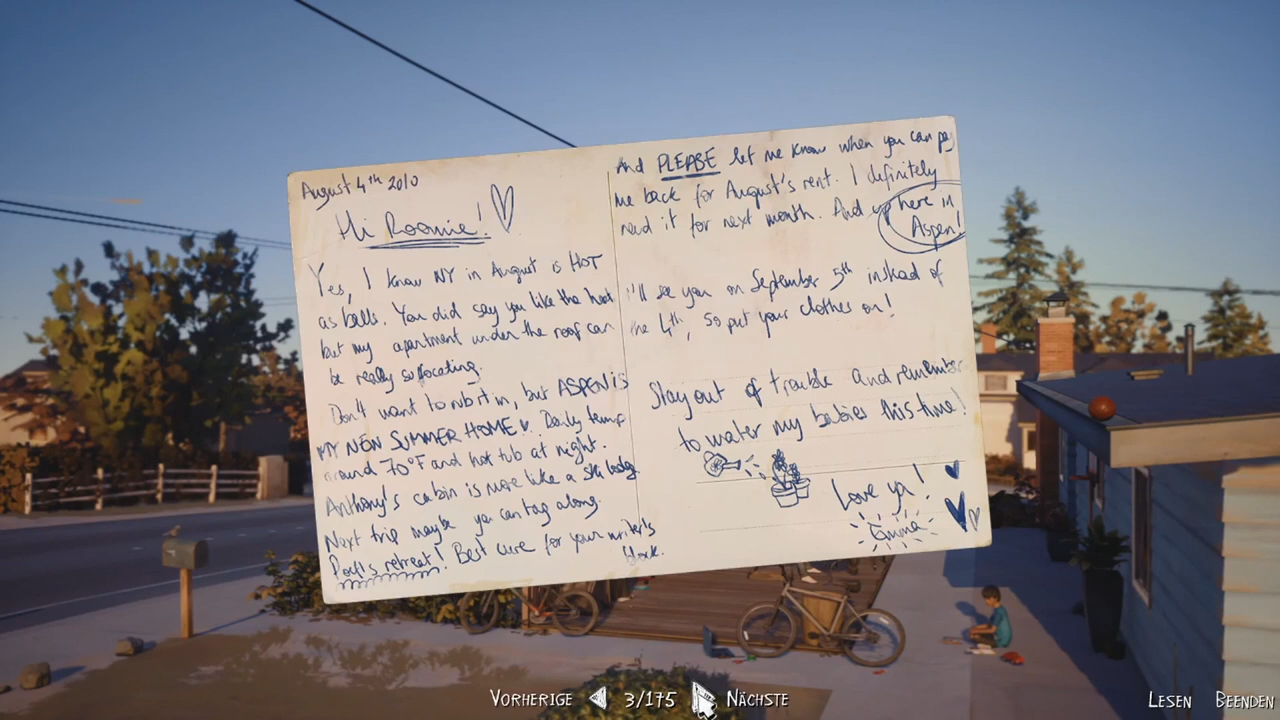 August 4th 2010
Hi Roomie!
Yes, I know NY in August is HOT
as balls. You did say you like the heat
but my apartment under the roof can
be really suffocating.
Don't want to rub it in, but ASPEN is
MY NEW SUMMER HOME. Daily temp
around 70°F and hot tub at night.
Anthony's cabin is more like a ski lodge.
Next trip maybe you can tag along.
Poet's retreat! Best cure for your writer's
block.
And PLEASE let me know when you can pay
me back for August's rent. I definitely
need it for next month. And up here in
Aspen!
I'll see you on September 5th instead of
the 4th, so put your clothes on!
Stay out of trouble and remember
to water my babies this time!
Love ya!
Emma
VORHERIGE 3/175 NÄCHSTE
LESEN BEENDEN